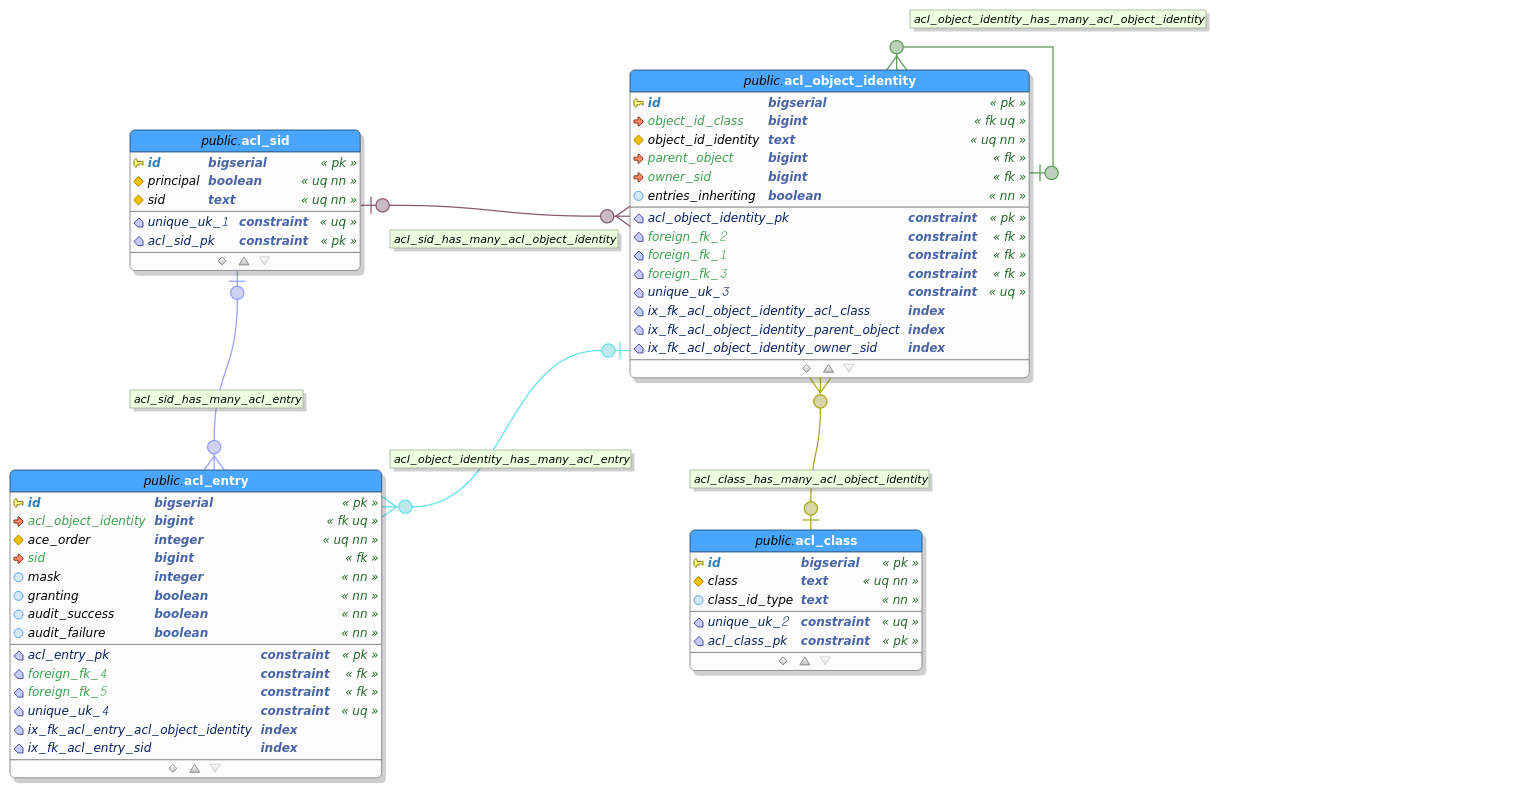 acl_object_identity_has_many_acl_object_identity
public.acl_object_identity
id bigserial « pk »
object_id_class bigint « fk uq »
object_id_identity text « uq nn »
parent_object bigint « fk »
owner_sid bigint « fk »
entries_inheriting boolean « nn »
acl_object_identity_pk constraint « pk »
foreign_fk_2 constraint « fk »
foreign_fk_1 constraint « fk »
foreign_fk_3 constraint « fk »
unique_uk_3 constraint « uq »
ix_fk_acl_object_identity_acl_class index
ix_fk_acl_object_identity_parent_object index
ix_fk_acl_object_identity_owner_sid index
public.acl_sid
id bigserial « pk »
principal boolean « uq nn »
sid text « uq nn »
unique_uk_1 constraint « uq »
acl_sid_pk constraint « pk »
acl_sid_has_many_acl_object_identity
acl_sid_has_many_acl_entry
acl_object_identity_has_many_acl_entry
acl_class_has_many_acl_object_identity
public.acl_entry
id bigserial « pk »
acl_object_identity bigint « fk uq »
ace_order integer « uq nn »
sid bigint « fk »
mask integer « nn »
granting boolean « nn »
audit_success boolean « nn »
audit_failure boolean « nn »
acl_entry_pk constraint « pk »
foreign_fk_4 constraint « fk »
foreign_fk_5 constraint « fk »
unique_uk_4 constraint « uq »
ix_fk_acl_entry_acl_object_identity index
ix_fk_acl_entry_sid index
public.acl_class
id bigserial « pk »
class text « uq nn »
class_id_type text « nn »
unique_uk_2 constraint « uq »
acl_class_pk constraint « pk »